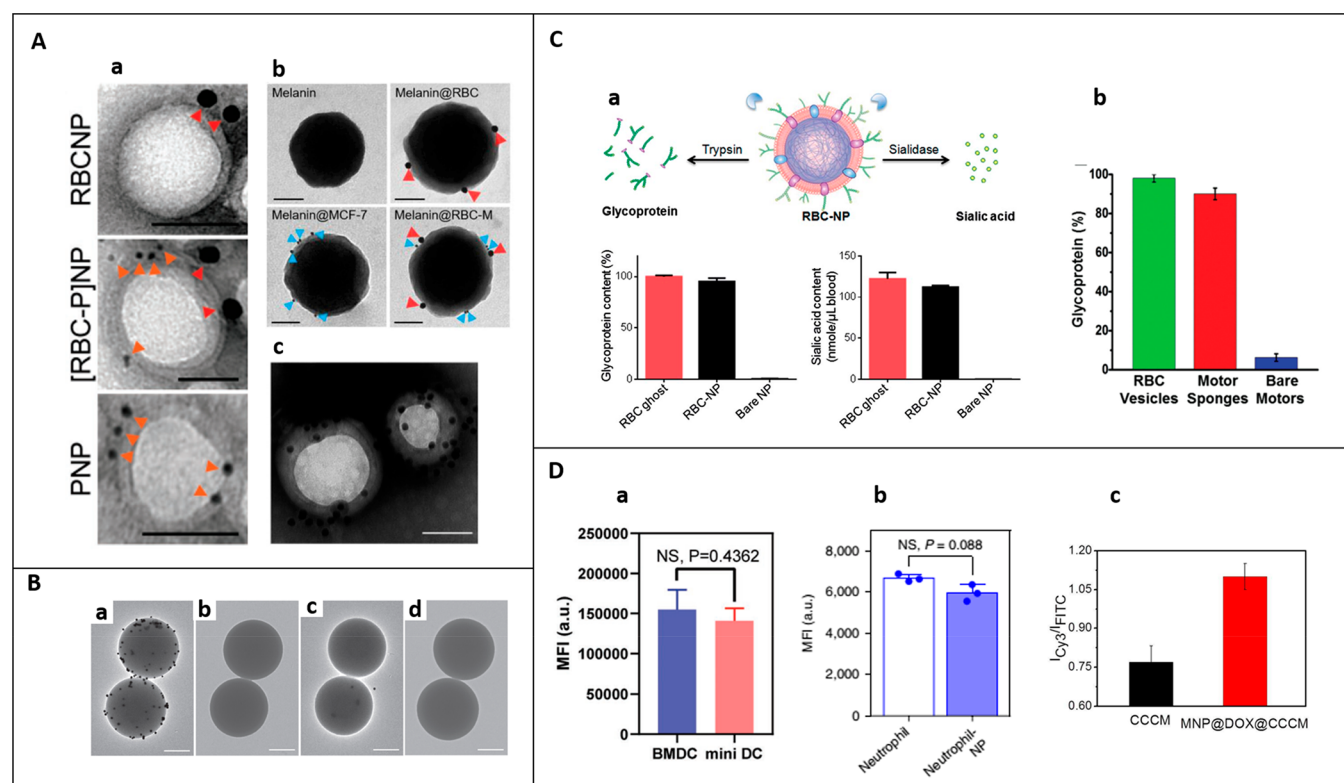 A
a
b
RBCNP
[RBC-P]NP
PNP
Melanin
Melanin@RBC
Melanin@MCF-7
Melanin@RBC-M
c
B
a
b
c
d
C
a
Trypsin
Sialidase
Glycoprotein
RBC-NP
Sialic acid
Glycoprotein content (%)
100
50
0
RBC ghost
RBC-NP
Bare NP
Sialic acid content
(nmole/μL blood)
150
100
50
0
RBC ghost
RBC-NP
Bare NP
b
Glycoprotein (%)
100
80
60
40
20
0
RBC
Vesicles
Motor
Sponges
Bare
Motors
D
a
MFI (a.u.)
250000
200000
150000
100000
50000
0
NS, P=0.4362
BMDC
mini DC
b
MFI (a.u.)
8,000
6,000
4,000
2,000
0
NS, P = 0.088
Neutrophil
Neutrophil-
NP
c
ICy3/IFITC
1.20
1.05
0.90
0.75
0.60
CCCM
MNP@DOX@CCCM